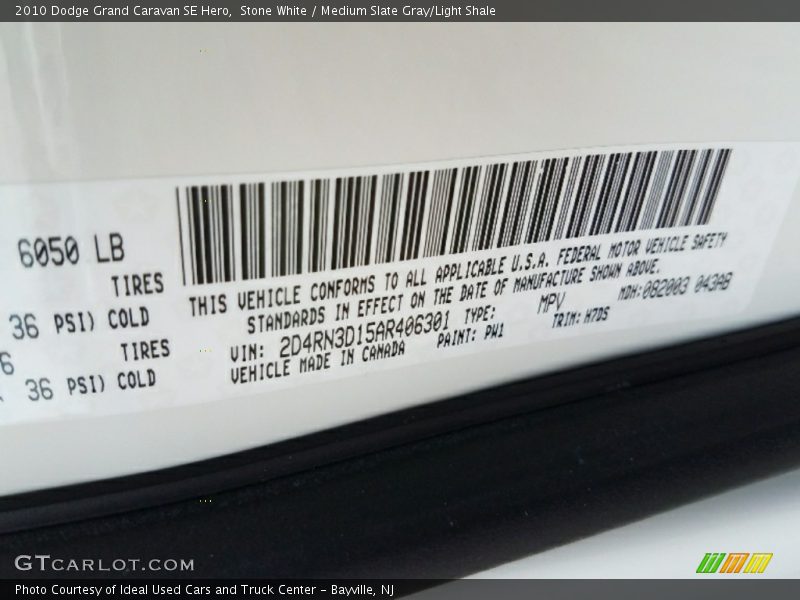 2010 Dodge Grand Caravan SE Hero,  Stone White / Medium Slate Gray/Light Shale
6050 LB
TIRES
36 PSI) COLD
6 TIRES
36 PSI) COLD
THIS VEHICLE CONFORMS TO ALL APPLICABLE U.S.A. FEDERAL MOTOR VEHICLE SAFETY
STANDARDS IN EFFECT ON THE DATE OF MANUFACTURE SHOWN ABOVE.
VIN: 2D4RN3D15AR406301 TYPE: MPV MDH:082003 043AB
VEHICLE MADE IN CANADA PAINT: PW1 TRIM: H7DS
GTCARLOT.COM
Photo Courtesy of Ideal Used Cars and Truck Center – Bayville, NJ